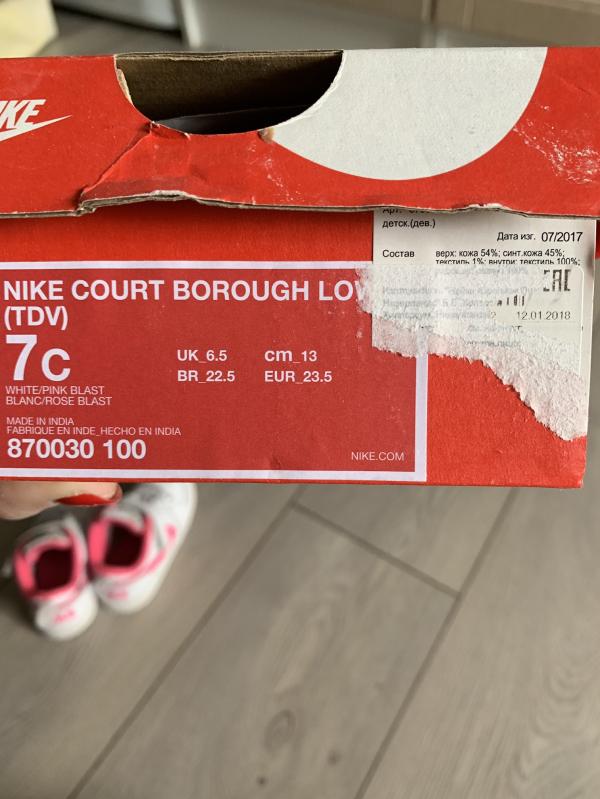 KE
детск.(дев.)
Дата изг. 07/2017
Состав верх: кожа 54%; синт.кожа 45%;
текстиль 1%; внутри: текстиль 100%;
EAC
12.01.2018
NIKE COURT BOROUGH LOW
(TDV)
7C
UK_6.5 cm_13
BR_22.5 EUR_23.5
WHITE/PINK BLAST
BLANC/ROSE BLAST
MADE IN INDIA
FABRIQUE EN INDE_HECHO EN INDIA
870030 100
NIKE.COM